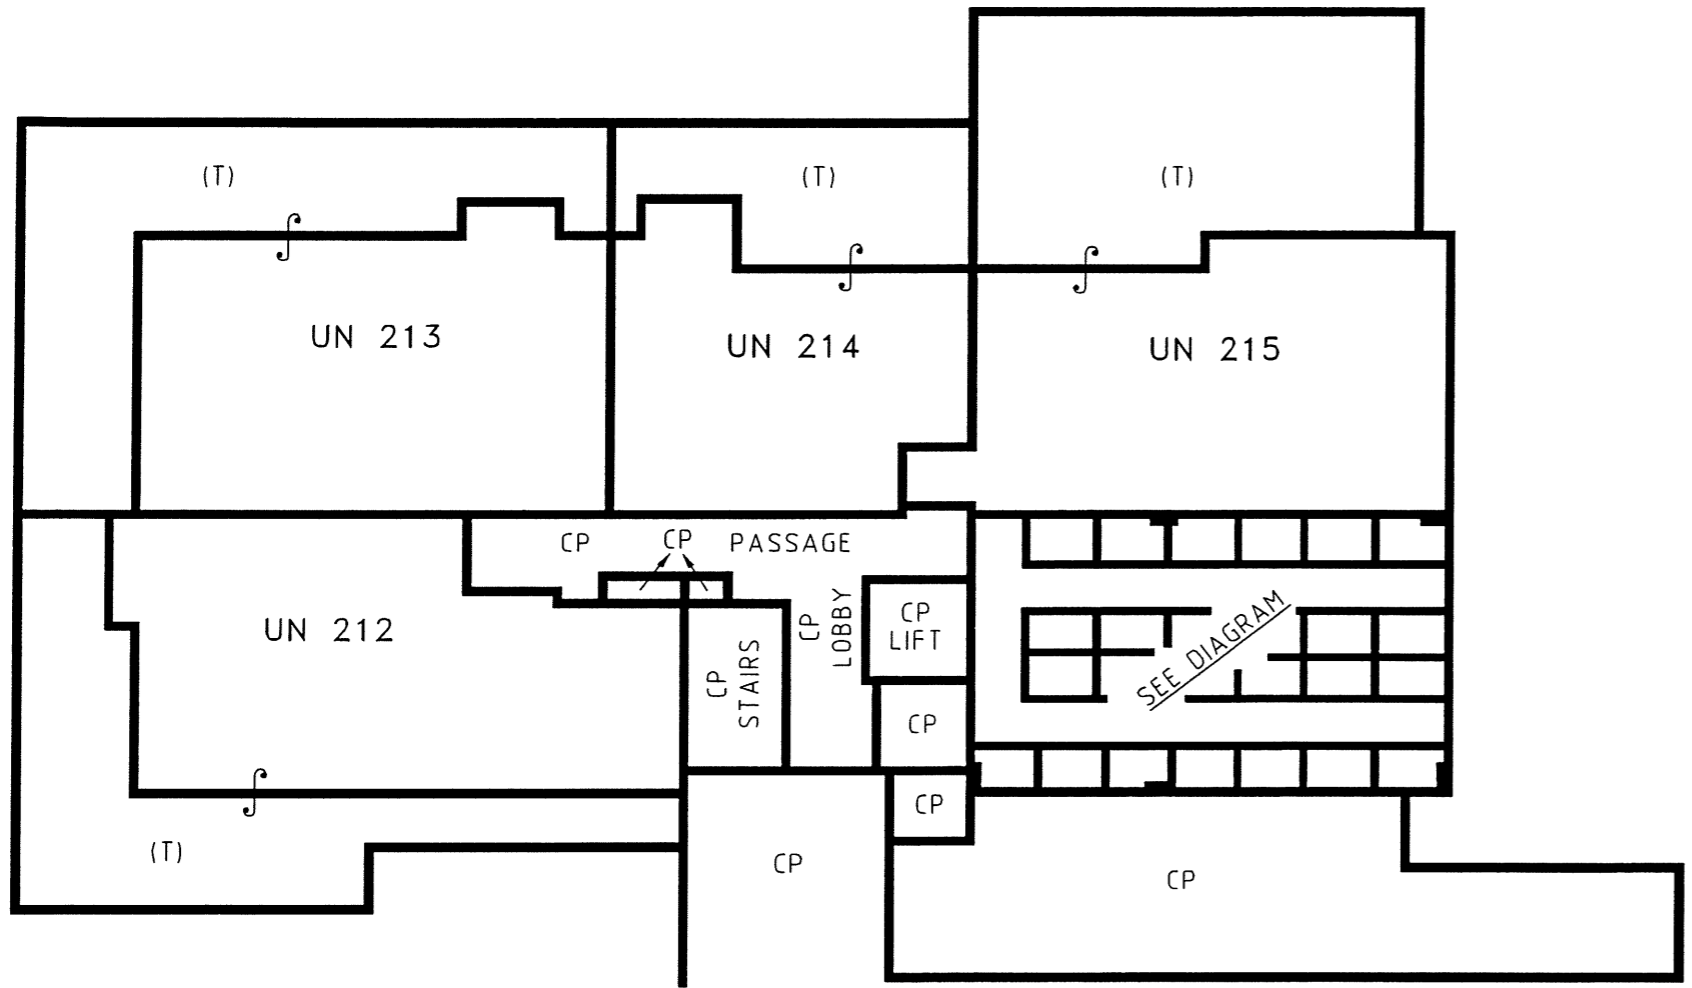 (T)
(T)
(T)
UN 213
UN 214
UN 215
CP
CP
PASSAGE
UN 212
CP
STAIRS
CP
LOBBY
CP
LIFT
SEE DIAGRAM
CP
CP
(T)
CP
CP